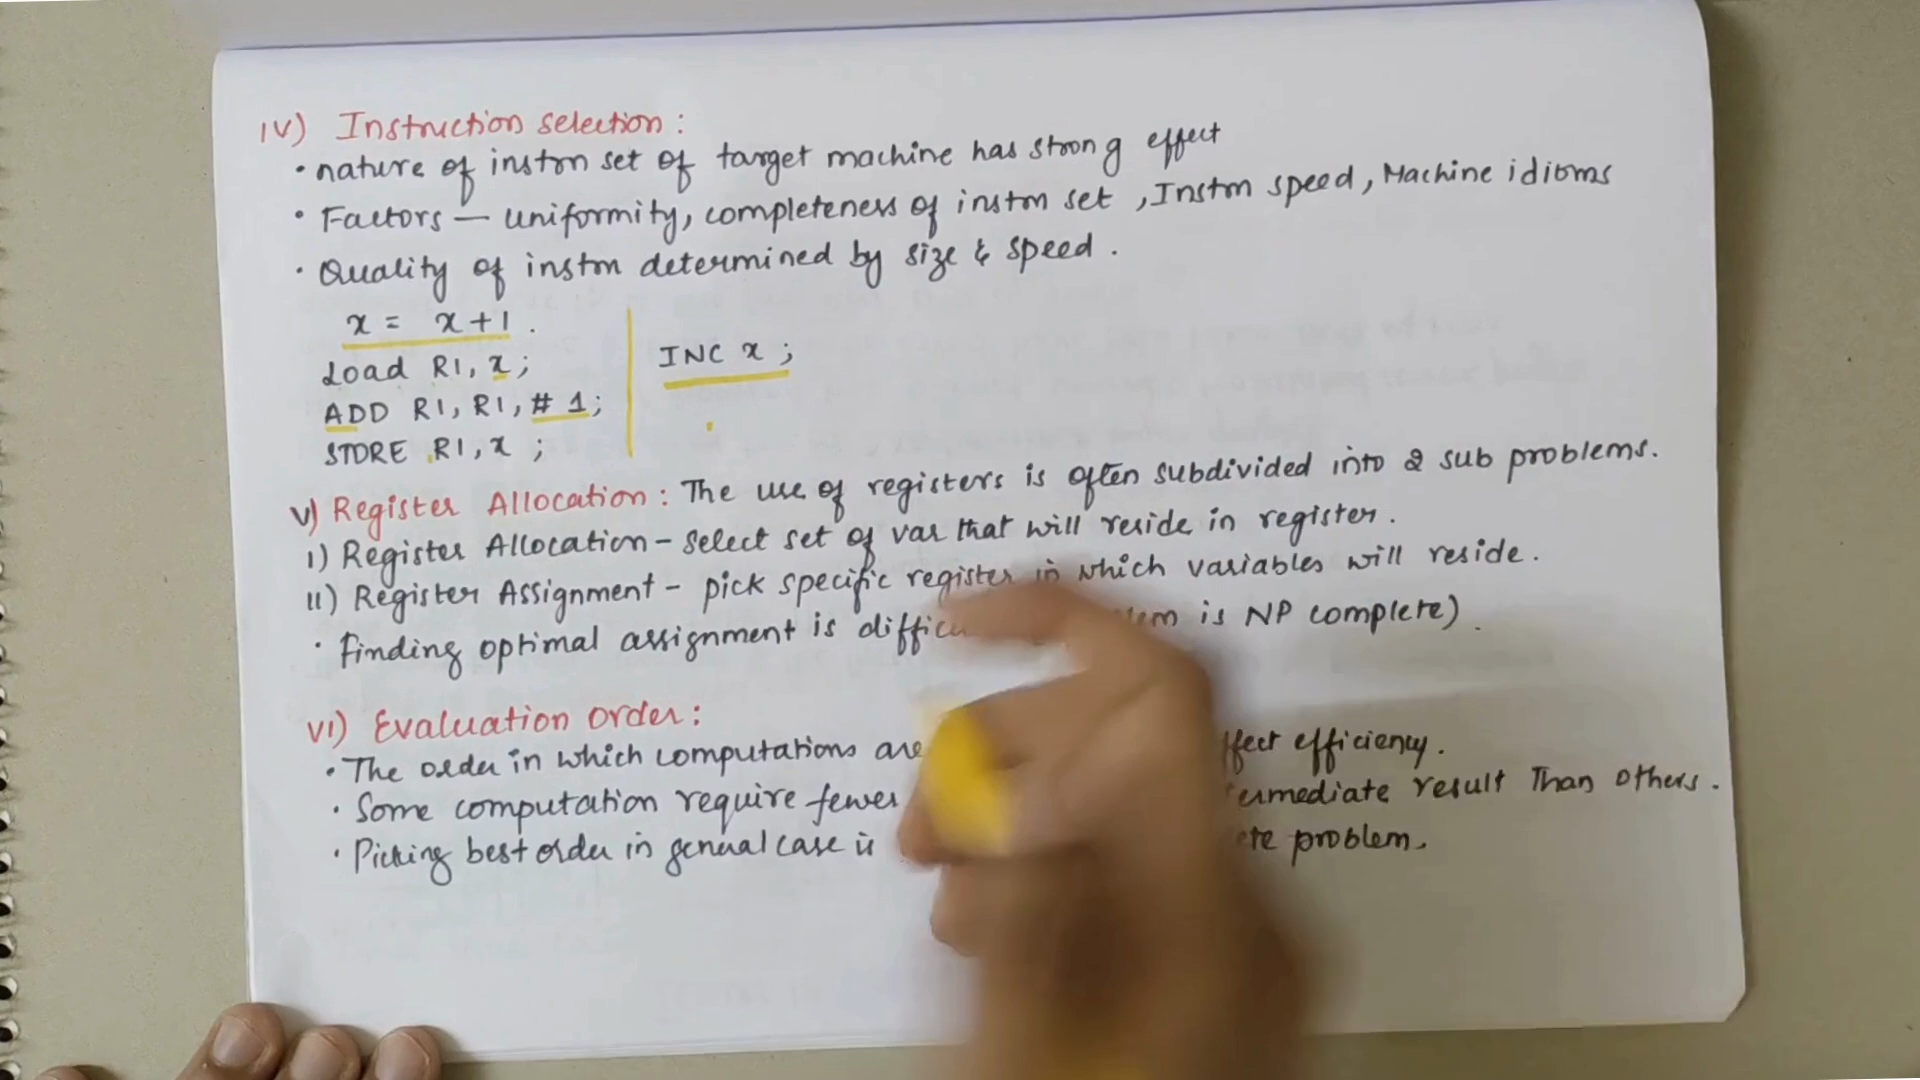 IV) Instruction selection :
• nature of instrn set of target machine has strong effect
• Factors — uniformity, completeness of instrn set , Instrn speed, Machine idioms
• Quality of instrn determined by size & speed .
x = x+1 .
Load R1, x ;
INC x ;
ADD R1, R1, # 1;
STORE R1, x ;
V) Register Allocation : The use of registers is often subdivided into 2 sub problems.
I) Register Allocation - select set of var that will reside in register .
II) Register Assignment - pick specific register in which variables will reside .
• Finding optimal assignment is is NP complete) .
VI) Evaluation order :
• The order in which computations are efficiency .
• Some computation require fewer result Than others .
• Picking best order in general case is problem .